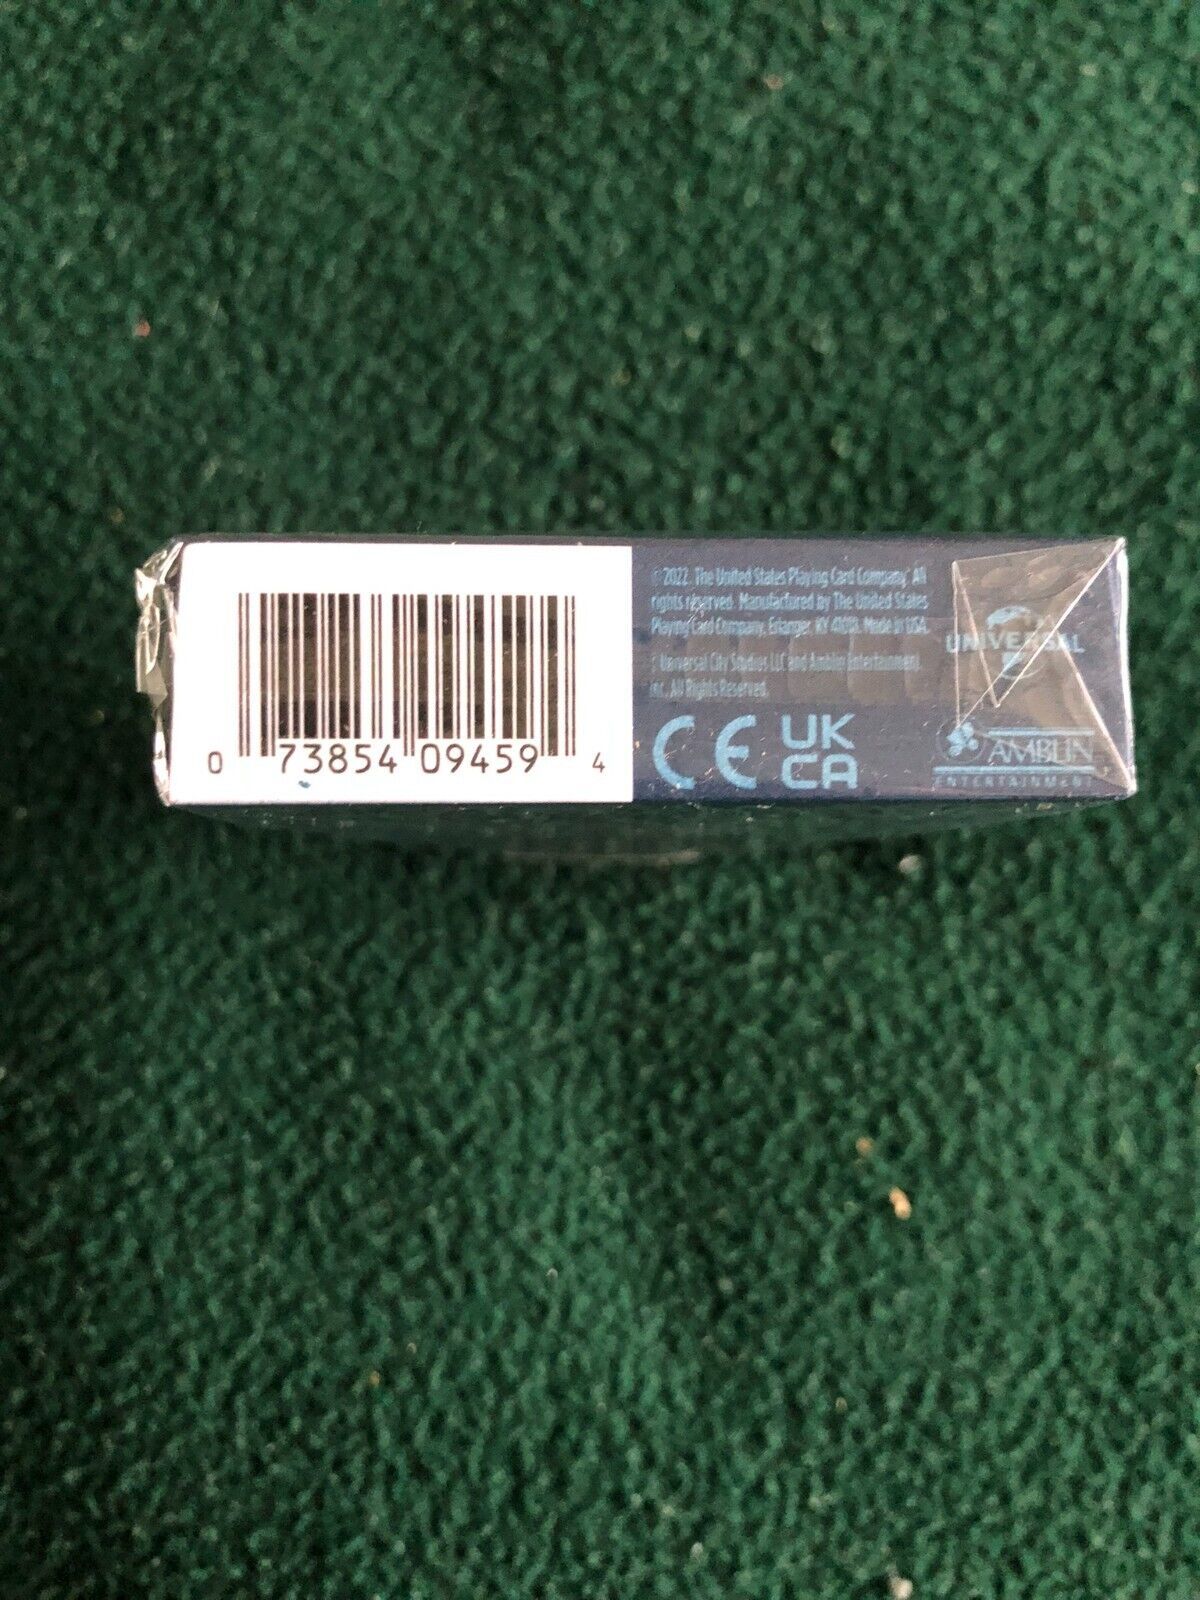 0 73854 09459 4
© 2022. The United States Playing Card Company. All
rights reserved. Manufactured by The United States
Playing Card Company, Erlanger, KY 41018. Made in USA.
© Universal City Studios LLC and Amblin Entertainment,
Inc. All Rights Reserved.
CE
UK
CA
UNIVERSAL
AMBLIN
ENTERTAINMENT